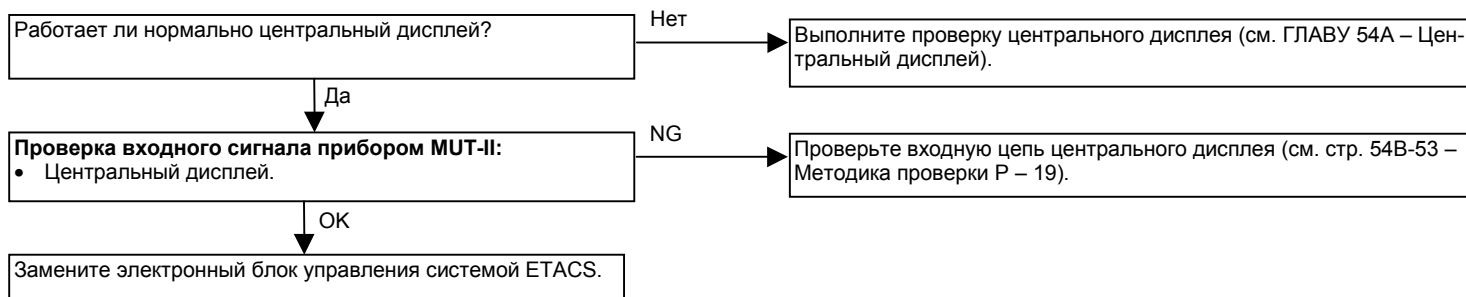 Работает ли нормально центральный дисплей?
Нет
Выполните проверку центрального дисплея (см. ГЛАВУ 54A – Цен-
тральный дисплей).
Да
Проверка входного сигнала прибором MUT-II:
• Центральный дисплей.
NG
Проверьте входную цепь центрального дисплея (см. стр. 54B-53 –
Методика проверки P – 19).
OK
Замените электронный блок управления системой ETACS.